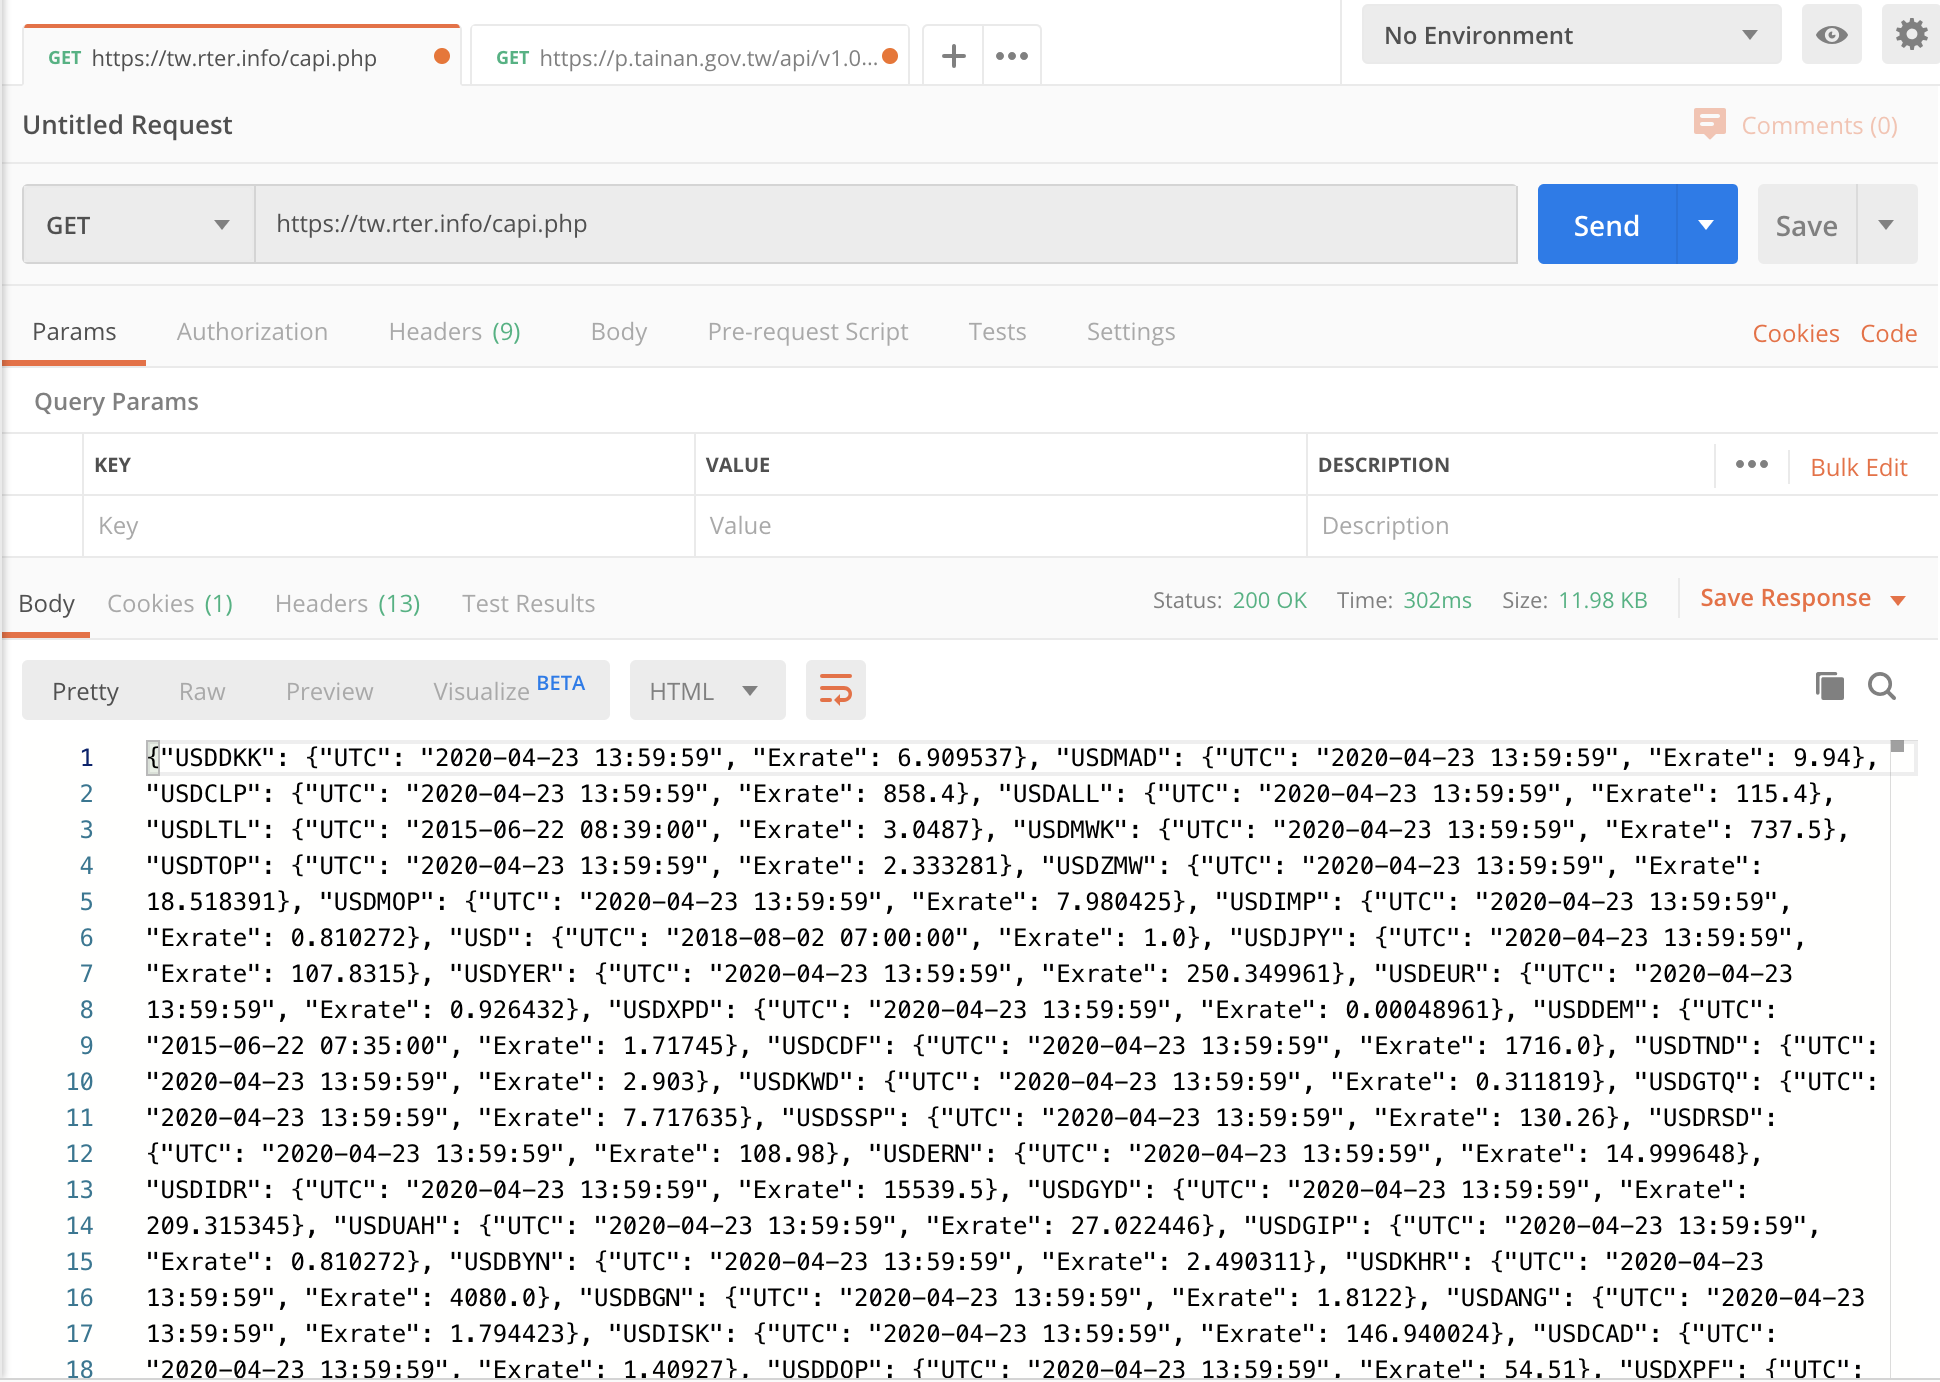 GET https://tw.rter.info/capi.php
GET https://p.tainan.gov.tw/api/v1.0...
No Environment
Untitled Request
Comments (0)
GET
https://tw.rter.info/capi.php
Send
Save
Params
Authorization
Headers (9)
Body
Pre-request Script
Tests
Settings
Cookies
Code
Query Params
KEY
VALUE
DESCRIPTION
Bulk Edit
Key
Value
Description
Body
Cookies (1)
Headers (13)
Test Results
Status: 200 OK
Time: 302ms
Size: 11.98 KB
Save Response
Pretty
Raw
Preview
Visualize BETA
HTML
1 {"USDDKK": {"UTC": "2020-04-23 13:59:59", "Exrate": 6.909537}, "USDMAD": {"UTC": "2020-04-23 13:59:59", "Exrate": 9.94},
2 "USDCLP": {"UTC": "2020-04-23 13:59:59", "Exrate": 858.4}, "USDALL": {"UTC": "2020-04-23 13:59:59", "Exrate": 115.4},
3 "USDLTL": {"UTC": "2015-06-22 08:39:00", "Exrate": 3.0487}, "USDMWK": {"UTC": "2020-04-23 13:59:59", "Exrate": 737.5},
4 "USDTOP": {"UTC": "2020-04-23 13:59:59", "Exrate": 2.333281}, "USDZMW": {"UTC": "2020-04-23 13:59:59", "Exrate":
5 18.518391}, "USDMOP": {"UTC": "2020-04-23 13:59:59", "Exrate": 7.980425}, "USDIMP": {"UTC": "2020-04-23 13:59:59",
6 "Exrate": 0.810272}, "USD": {"UTC": "2018-08-02 07:00:00", "Exrate": 1.0}, "USDJPY": {"UTC": "2020-04-23 13:59:59",
7 "Exrate": 107.8315}, "USDYER": {"UTC": "2020-04-23 13:59:59", "Exrate": 250.349961}, "USDEUR": {"UTC": "2020-04-23
8 13:59:59", "Exrate": 0.926432}, "USDXPD": {"UTC": "2020-04-23 13:59:59", "Exrate": 0.00048961}, "USDDEM": {"UTC":
9 "2015-06-22 07:35:00", "Exrate": 1.71745}, "USDCDF": {"UTC": "2020-04-23 13:59:59", "Exrate": 1716.0}, "USDTND": {"UTC":
10 "2020-04-23 13:59:59", "Exrate": 2.903}, "USDKWD": {"UTC": "2020-04-23 13:59:59", "Exrate": 0.311819}, "USDGTQ": {"UTC":
11 "2020-04-23 13:59:59", "Exrate": 7.717635}, "USDSSP": {"UTC": "2020-04-23 13:59:59", "Exrate": 130.26}, "USDRSD":
12 {"UTC": "2020-04-23 13:59:59", "Exrate": 108.98}, "USDERN": {"UTC": "2020-04-23 13:59:59", "Exrate": 14.999648},
13 "USDIDR": {"UTC": "2020-04-23 13:59:59", "Exrate": 15539.5}, "USDGYD": {"UTC": "2020-04-23 13:59:59", "Exrate":
14 209.315345}, "USDUAH": {"UTC": "2020-04-23 13:59:59", "Exrate": 27.022446}, "USDGIP": {"UTC": "2020-04-23 13:59:59",
15 "Exrate": 0.810272}, "USDBYN": {"UTC": "2020-04-23 13:59:59", "Exrate": 2.490311}, "USDKHR": {"UTC": "2020-04-23
16 13:59:59", "Exrate": 4080.0}, "USDBGN": {"UTC": "2020-04-23 13:59:59", "Exrate": 1.8122}, "USDANG": {"UTC": "2020-04-23
17 13:59:59", "Exrate": 1.794423}, "USDISK": {"UTC": "2020-04-23 13:59:59", "Exrate": 146.940024}, "USDCAD": {"UTC":
18 "2020-04-23 13:59:59", "Exrate": 1.40927}, "USDDOP": {"UTC": "2020-04-23 13:59:59", "Exrate": 54.51}, "USDXPF": {"UTC":